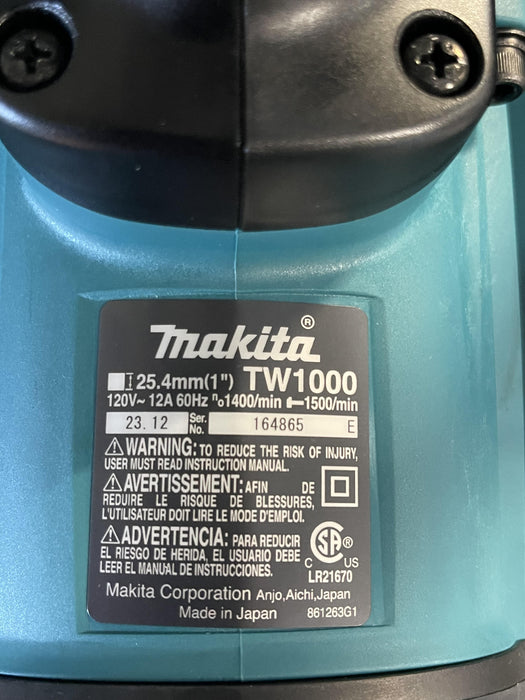 makita®
25.4mm(1") TW1000
120V~ 12A 60Hz no1400/min 1500/min
23.12 Ser. No. 164865 E
⚠WARNING: TO REDUCE THE RISK OF INJURY,
USER MUST READ INSTRUCTION MANUAL.
⚠AVERTISSEMENT: AFIN DE
REDUIRE LE RISQUE DE BLESSURES,
L'UTILISATEUR DOIT LIRE LE MODE D'EMPLOI.
⚠ADVERTENCIA: PARA REDUCIR
EL RIESGO DE HERIDA, EL USUARIO DEBE
LEER EL MANUAL DE INSTRUCCIONES.
SA®
C US
LR21670
Makita Corporation Anjo,Aichi,Japan
Made in Japan 861263G1